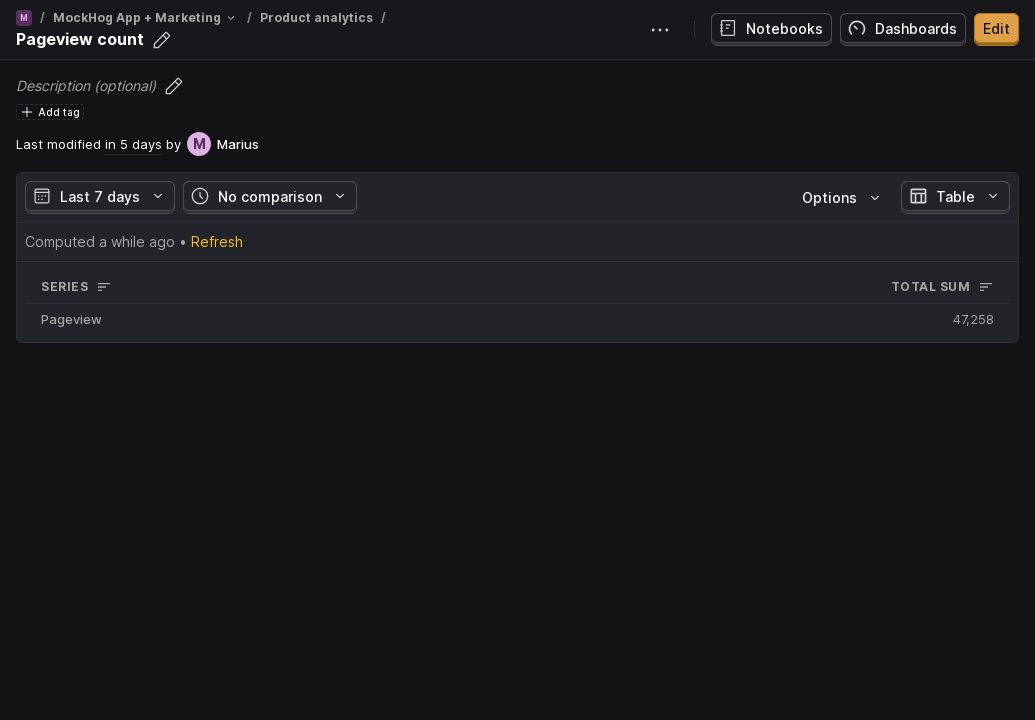 M / MockHog App + Marketing / Product analytics /
Pageview count
Notebooks Dashboards Edit
Description (optional)
Add tag
Last modified in 5 days by M Marius
Last 7 days No comparison Options Table
Computed a while ago • Refresh
SERIES TOTAL SUM
Pageview 47,258